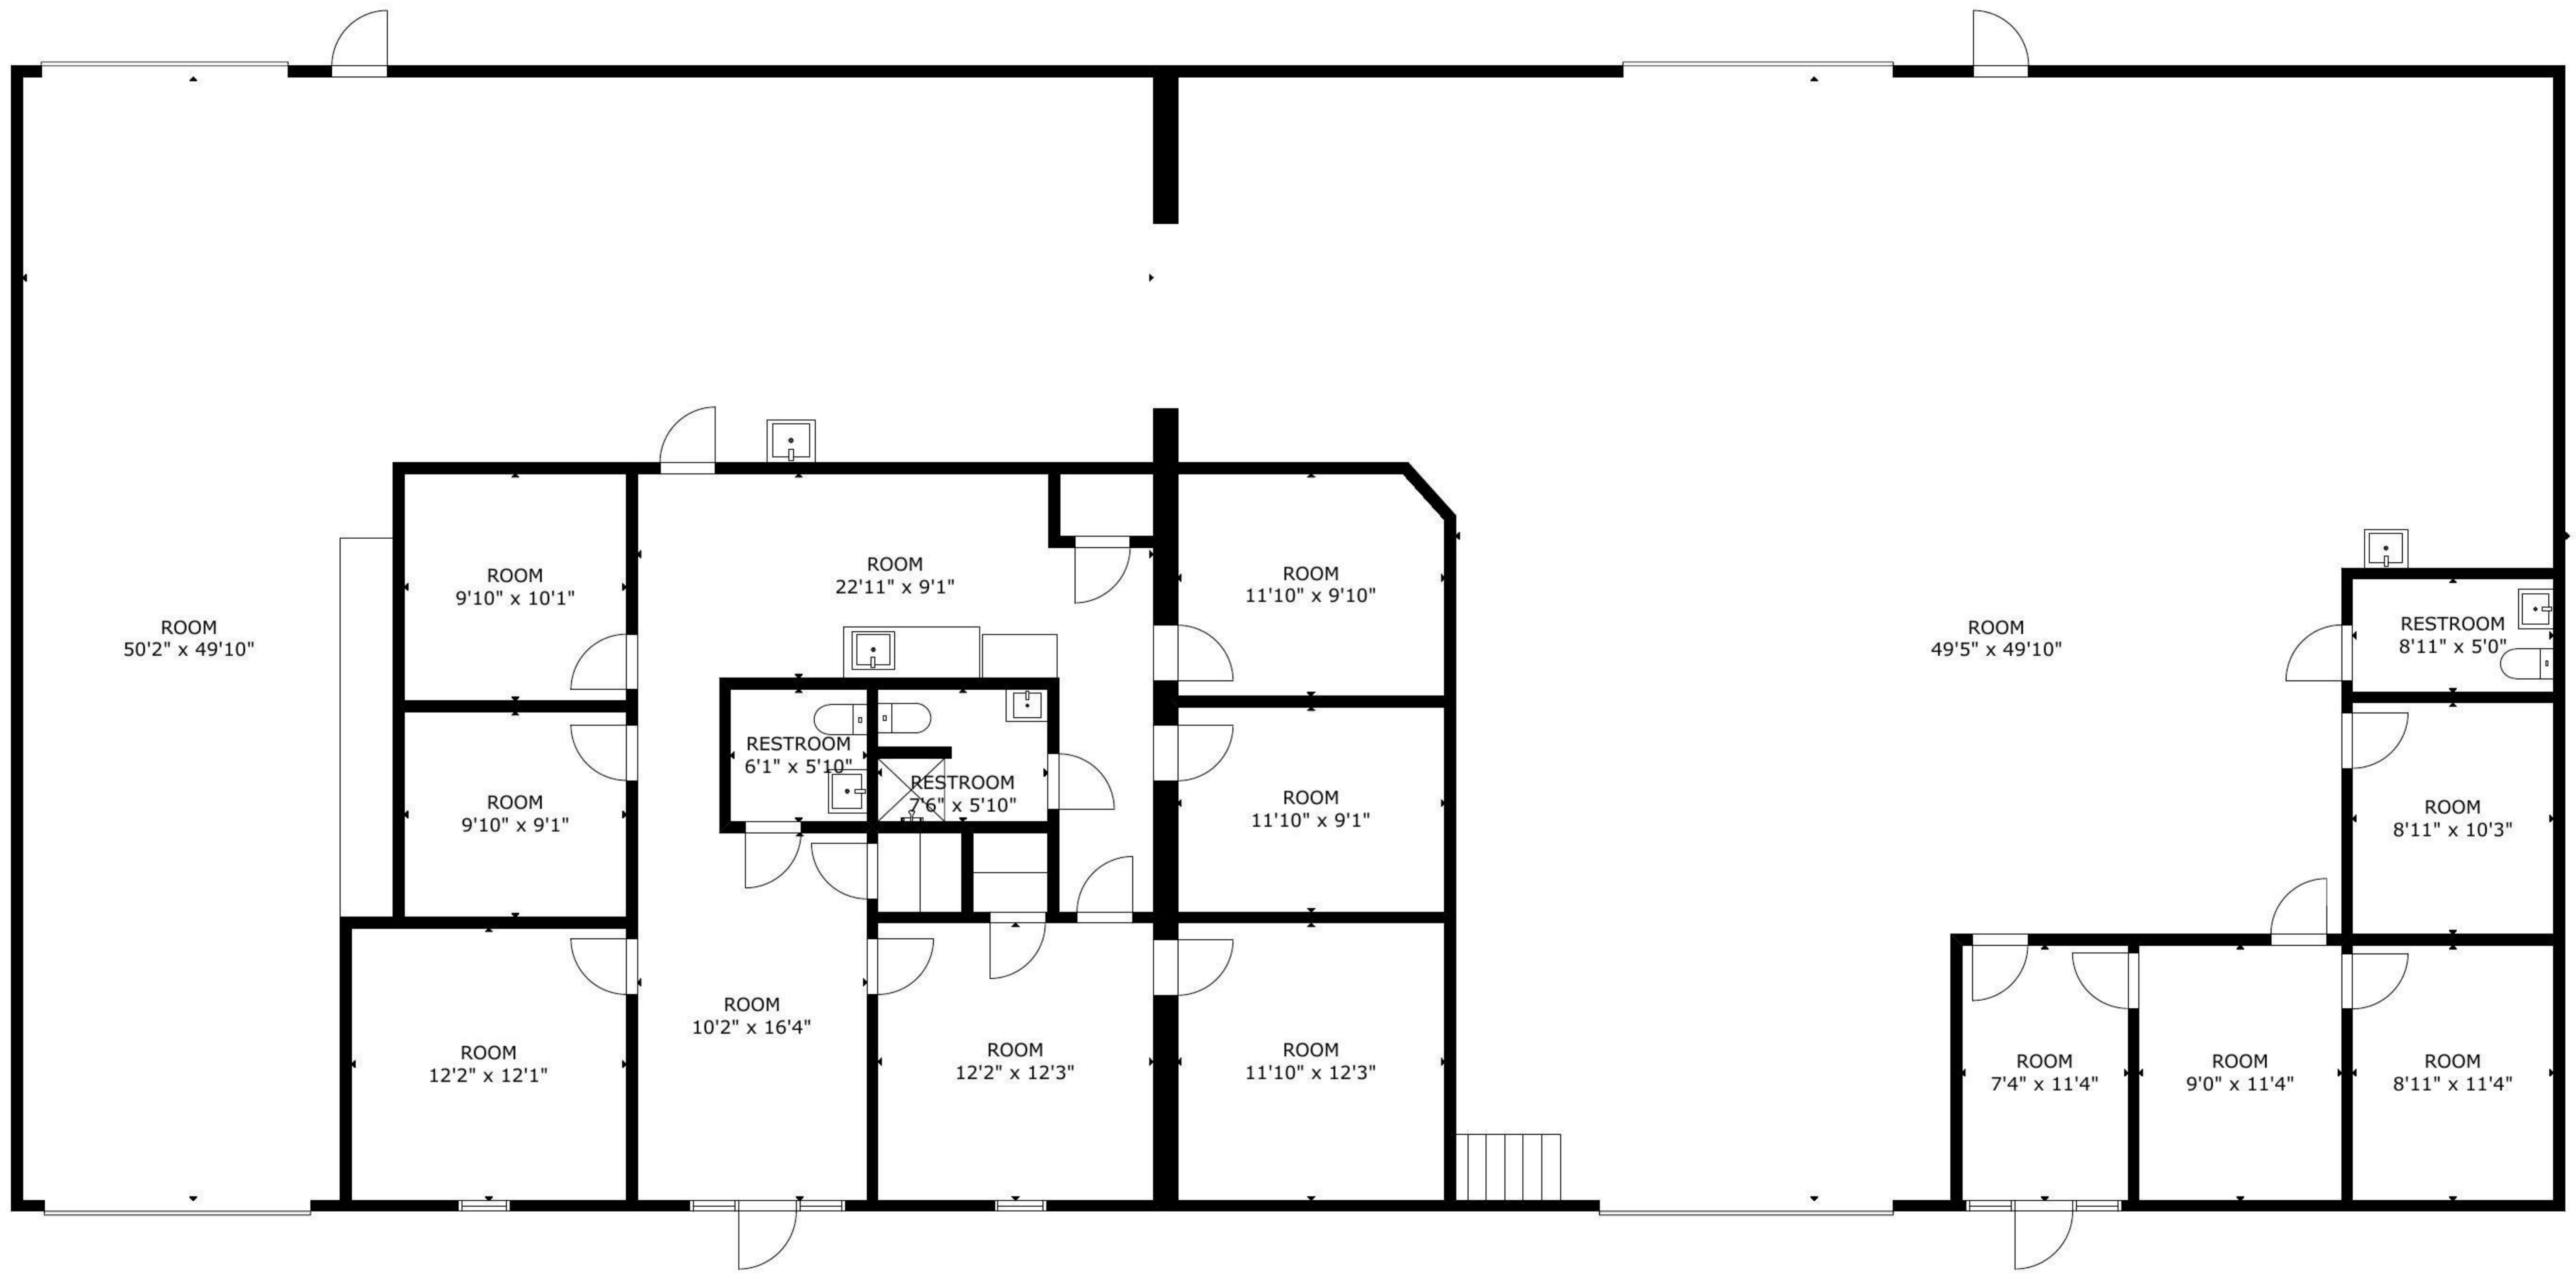 ROOM
50'2" x 49'10"
ROOM
9'10" x 10'1"
ROOM
22'11" x 9'1"
ROOM
11'10" x 9'10"
ROOM
49'5" x 49'10"
RESTROOM
8'11" x 5'0"
ROOM
9'10" x 9'1"
RESTROOM
6'1" x 5'10"
RESTROOM
7'6" x 5'10"
ROOM
11'10" x 9'1"
ROOM
8'11" x 10'3"
ROOM
12'2" x 12'1"
ROOM
10'2" x 16'4"
ROOM
12'2" x 12'3"
ROOM
11'10" x 12'3"
ROOM
7'4" x 11'4"
ROOM
9'0" x 11'4"
ROOM
8'11" x 11'4"